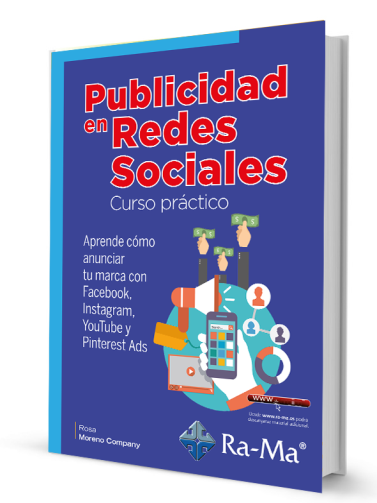 Publicidad
en Redes
Sociales
Curso práctico
Aprende cómo
anunciar
tu marca con
Facebook,
Instagram,
YouTube y
Pinterest Ads
www.
Desde www.ra-ma.es podrá
descargar material adicional.
Rosa
Moreno Company
Ra-Ma®